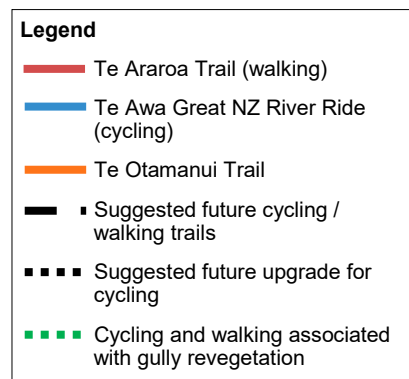 Legend
Te Araroa Trail (walking)
Te Awa Great NZ River Ride
(cycling)
Te Otamanui Trail
Suggested future cycling /
walking trails
Suggested future upgrade for
cycling
Cycling and walking associated
with gully revegetation